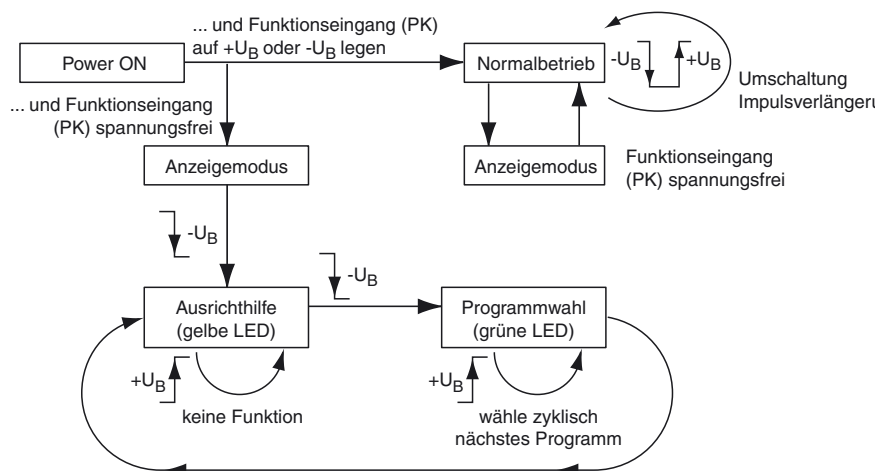 ... und Funktionseingang (PK)
auf +UB oder -UB legen
Power ON
Normalbetrieb
-UB
+UB
Umschaltung
Impulsverlängeru
... und Funktionseingang
(PK) spannungsfrei
Anzeigemodus
Anzeigemodus
Funktionseingang
(PK) spannungsfrei
-UB
-UB
Ausrichthilfe
(gelbe LED)
Programmwahl
(grüne LED)
+UB
keine Funktion
+UB
wähle zyklisch
nächstes Programm